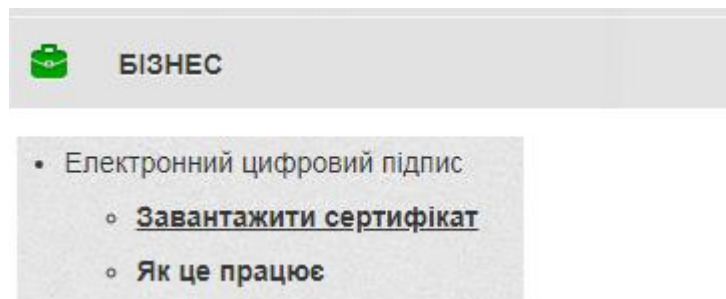 БІЗНЕС
Електронний цифровий підпис
Завантажити сертифікат
Як це працює